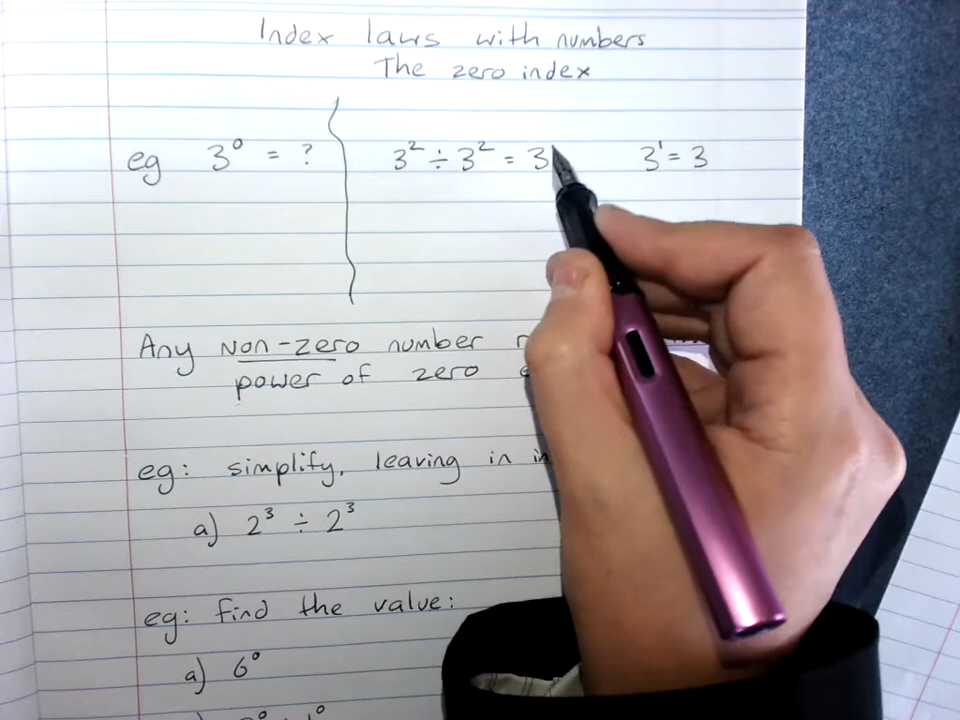 Index laws with numbers
The zero index
eg 3⁰ = ? 3² ÷ 3² = 3 3¹ = 3
Any non-zero number
power of zero
eg: simplify, leaving in
a) 2³ ÷ 2³
eg: find the value:
a) 6⁰